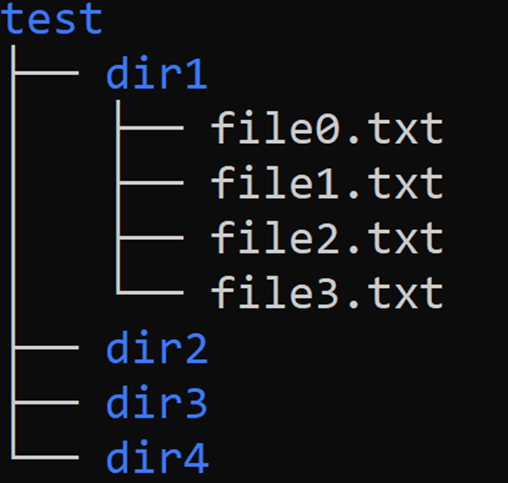 test
├── dir1
│   ├── file0.txt
│   ├── file1.txt
│   ├── file2.txt
│   └── file3.txt
├── dir2
├── dir3
└── dir4